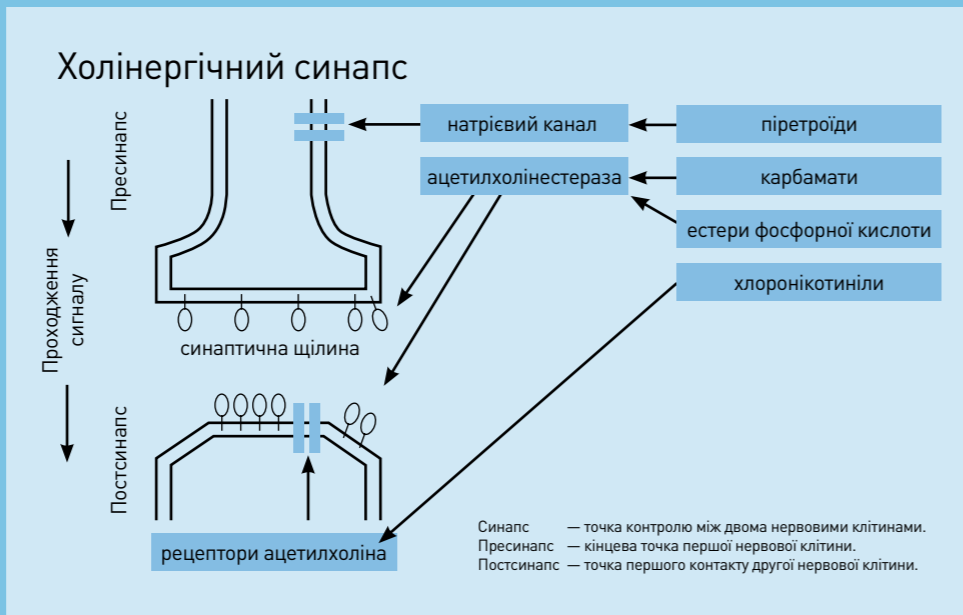 Холінергічний синапс
Пресинапс
натрієвий канал
піретроїди
ацетилхолінестераза
карбамати
естери фосфорної кислоти
хлоронікотиніли
Проходження
сигналу
синаптична щілина
Постсинапс
рецептори ацетилхоліна
Синапс — точка контролю між двома нервовими клітинами.
Пресинапс — кінцева точка першої нервової клітини.
Постсинапс — точка першого контакту другої нервової клітини.